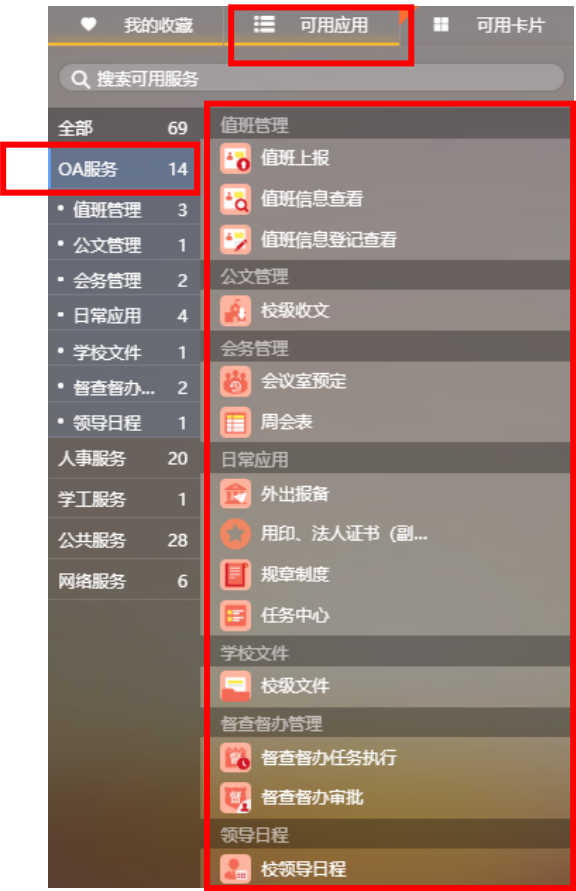 我的收藏 可用应用 可用卡片
搜索可用服务
全部 69
OA服务 14
• 值班管理 3
• 公文管理 1
• 会务管理 2
• 日常应用 4
• 学校文件 1
• 督查督办... 2
• 领导日程 1
人事服务 20
学工服务 1
公共服务 28
网络服务 6
值班管理
值班上报
值班信息查看
值班信息登记查看
公文管理
校级收文
会务管理
会议室预定
周会表
日常应用
外出报备
用印、法人证书（副...
规章制度
任务中心
学校文件
校级文件
督查督办管理
督查督办任务执行
督查督办审批
领导日程
校领导日程